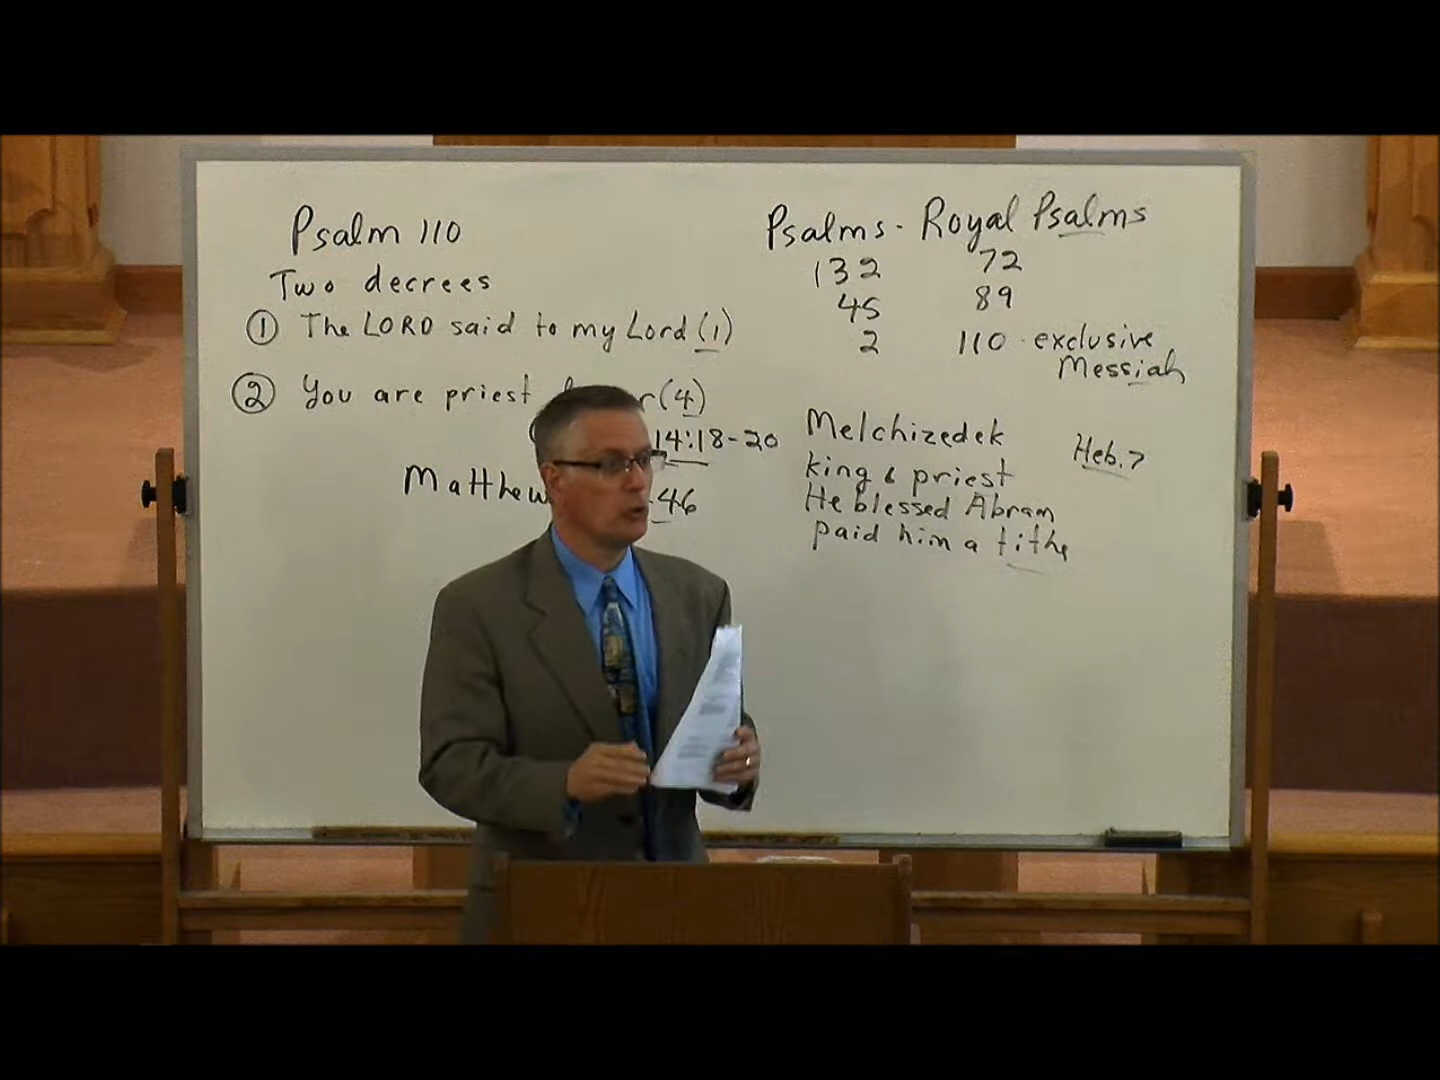 Psalm 110
Two decrees
① The LORD said to my Lord (1)
② You are priest r (4)
14:18-20
Matthew 46
Psalms - Royal Psalms
132 72
45 89
2 110 - exclusive
Messiah
Melchizedek
king & priest
He blessed Abram
paid him a tithe
Heb. 7